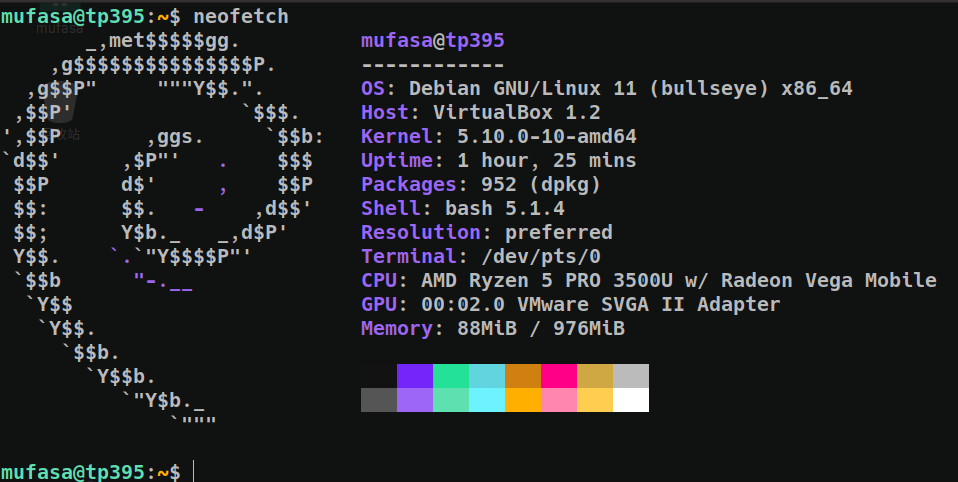 mufasa@tp395:~$ neofetch
mufasa
       _,met$$$$$gg.          mufasa@tp395
    ,g$$$$$$$$$$$$$$$P.       ------------
  ,g$$P"     """Y$$.".        OS: Debian GNU/Linux 11 (bullseye) x86_64
 ,$$P'              `$$$.     Host: VirtualBox 1.2
',$$P       ,ggs.     `$$b:   Kernel: 5.10.0-10-amd64
`d$$'     ,$P"'   .    $$$    Uptime: 1 hour, 25 mins
 $$P      d$'     ,    $$P    Packages: 952 (dpkg)
 $$:      $$.   -    ,d$$'    Shell: bash 5.1.4
 $$;      Y$b._   _,d$P'      Resolution: preferred
 Y$$.    `.`"Y$$$$P"'         Terminal: /dev/pts/0
 `$$b      "-.__              CPU: AMD Ryzen 5 PRO 3500U w/ Radeon Vega Mobile
  `Y$$                        GPU: 00:02.0 VMware SVGA II Adapter
   `Y$$.                      Memory: 88MiB / 976MiB
     `$$b.
       `Y$$b.
          `"Y$b._
              `"""
mufasa@tp395:~$